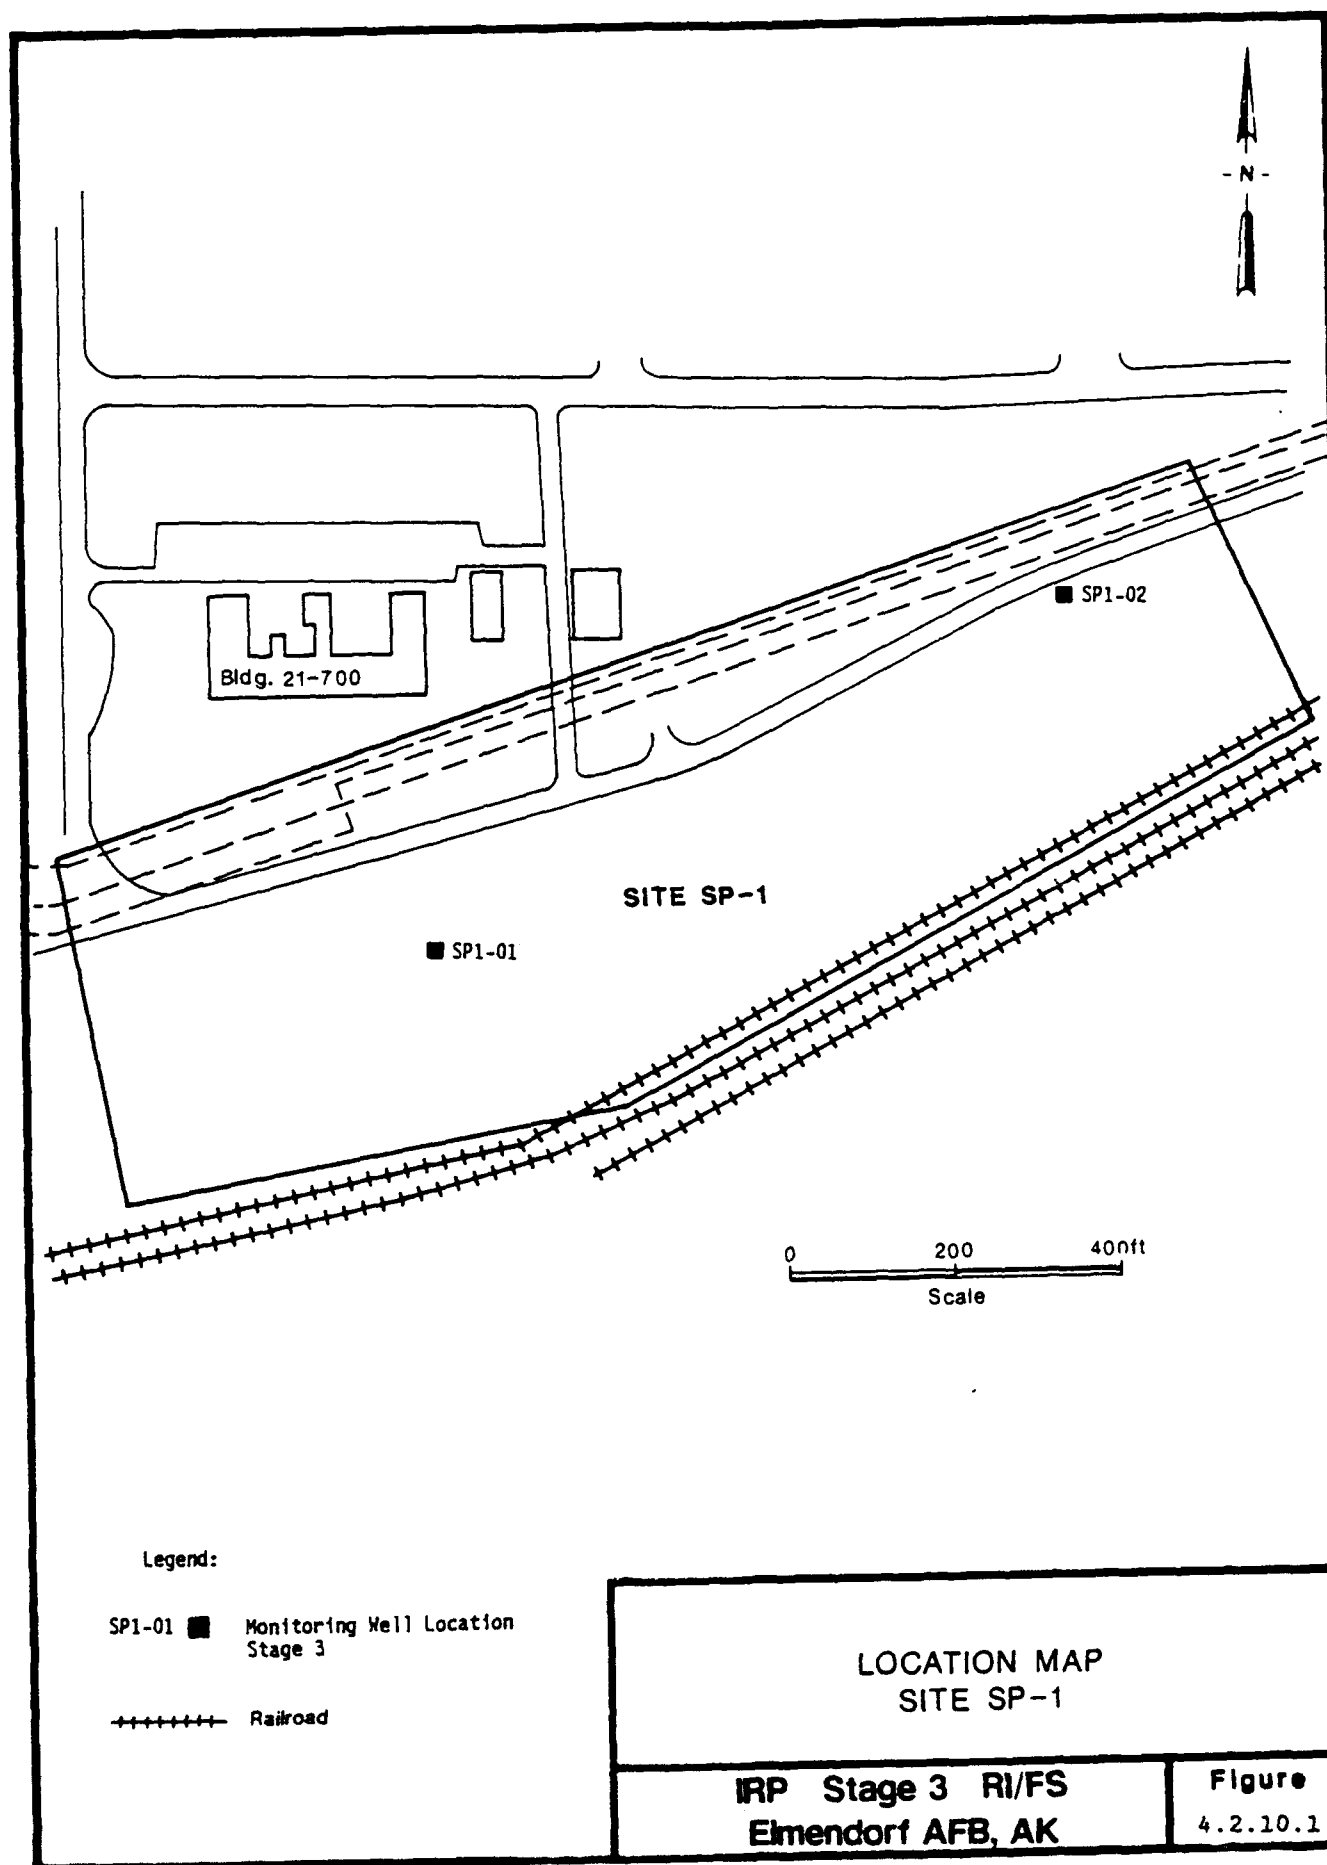 - N -
SP1-02
Bldg. 21-700
SITE SP-1
SP1-01
0 200 400ft
Scale
Legend:
SP1-01 Monitoring Well Location
Stage 3
Railroad
LOCATION MAP
SITE SP-1
IRP Stage 3 RI/FS
Elmendorf AFB, AK
Figure
4.2.10.1